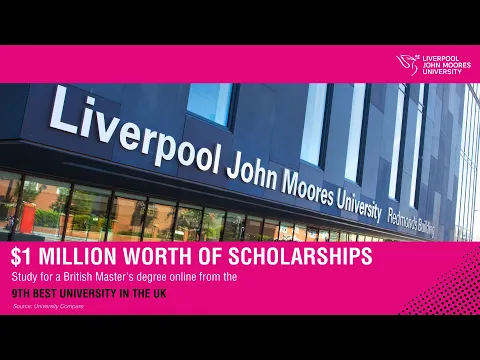 LIVERPOOL
JOHN MOORES
UNIVERSITY
Liverpool John Moores University Redmonds Building
$1 MILLION WORTH OF SCHOLARSHIPS
Study for a British Master's degree online from the
9TH BEST UNIVERSITY IN THE UK
Source: University Compare